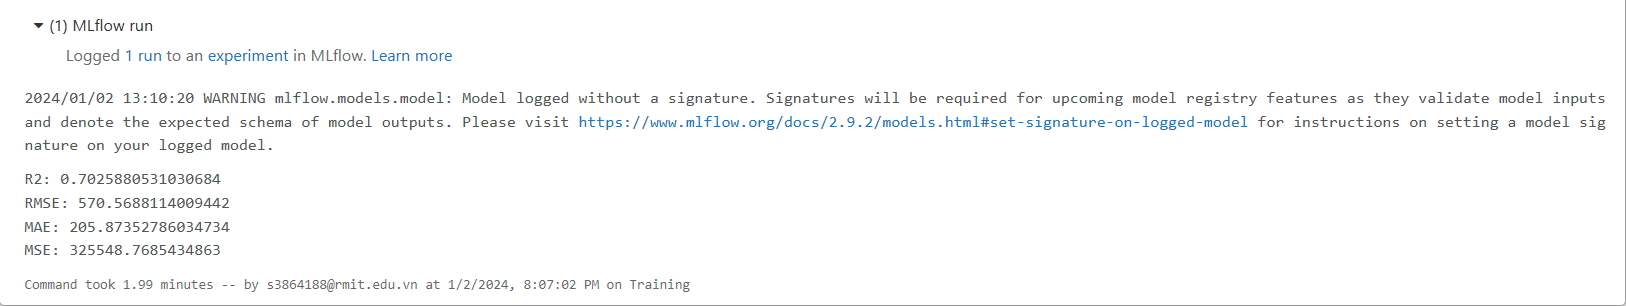 (1) MLflow run
Logged 1 run to an experiment in MLflow. Learn more
2024/01/02 13:10:20 WARNING mlflow.models.model: Model logged without a signature. Signatures will be required for upcoming model registry features as they validate model inputs
and denote the expected schema of model outputs. Please visit https://www.mlflow.org/docs/2.9.2/models.html#set-signature-on-logged-model for instructions on setting a model sig
nature on your logged model.
R2: 0.7025880531030684
RMSE: 570.5688114009442
MAE: 205.87352786034734
MSE: 325548.7685434863
Command took 1.99 minutes -- by s3864188@rmit.edu.vn at 1/2/2024, 8:07:02 PM on Training